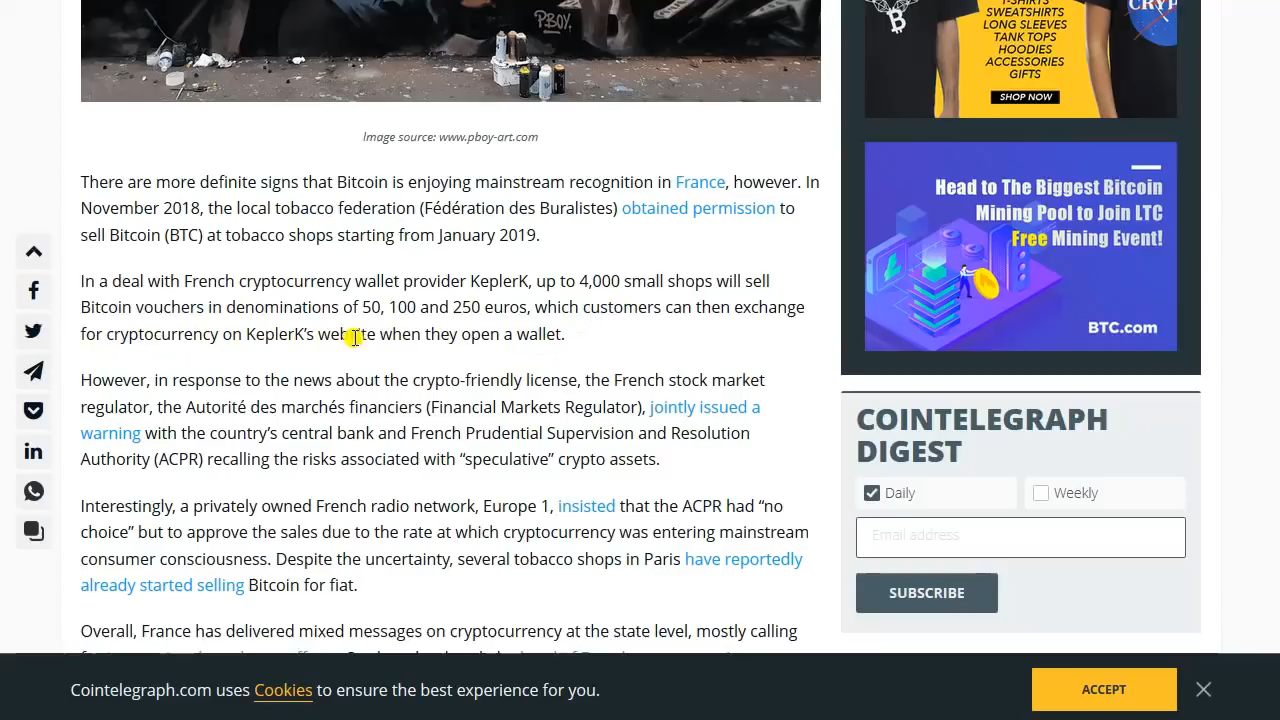 PBOY
Image source: www.pboy-art.com
There are more definite signs that Bitcoin is enjoying mainstream recognition in France, however. In
November 2018, the local tobacco federation (Fédération des Buralistes) obtained permission to
sell Bitcoin (BTC) at tobacco shops starting from January 2019.
In a deal with French cryptocurrency wallet provider KeplerK, up to 4,000 small shops will sell
Bitcoin vouchers in denominations of 50, 100 and 250 euros, which customers can then exchange
for cryptocurrency on KeplerK’s website when they open a wallet.
However, in response to the news about the crypto-friendly license, the French stock market
regulator, the Autorité des marchés financiers (Financial Markets Regulator), jointly issued a
warning with the country’s central bank and French Prudential Supervision and Resolution
Authority (ACPR) recalling the risks associated with “speculative” crypto assets.
Interestingly, a privately owned French radio network, Europe 1, insisted that the ACPR had “no
choice” but to approve the sales due to the rate at which cryptocurrency was entering mainstream
consumer consciousness. Despite the uncertainty, several tobacco shops in Paris have reportedly
already started selling Bitcoin for fiat.
Overall, France has delivered mixed messages on cryptocurrency at the state level, mostly calling
T-SHIRTS
SWEATSHIRTS
LONG SLEEVES
TANK TOPS
HOODIES
ACCESSORIES
GIFTS
SHOP NOW
Head to The Biggest Bitcoin
Mining Pool to Join LTC
Free Mining Event!
BTC.com
COINTELEGRAPH
DIGEST
Daily
Weekly
Email address
SUBSCRIBE
Cointelegraph.com uses Cookies to ensure the best experience for you.
ACCEPT